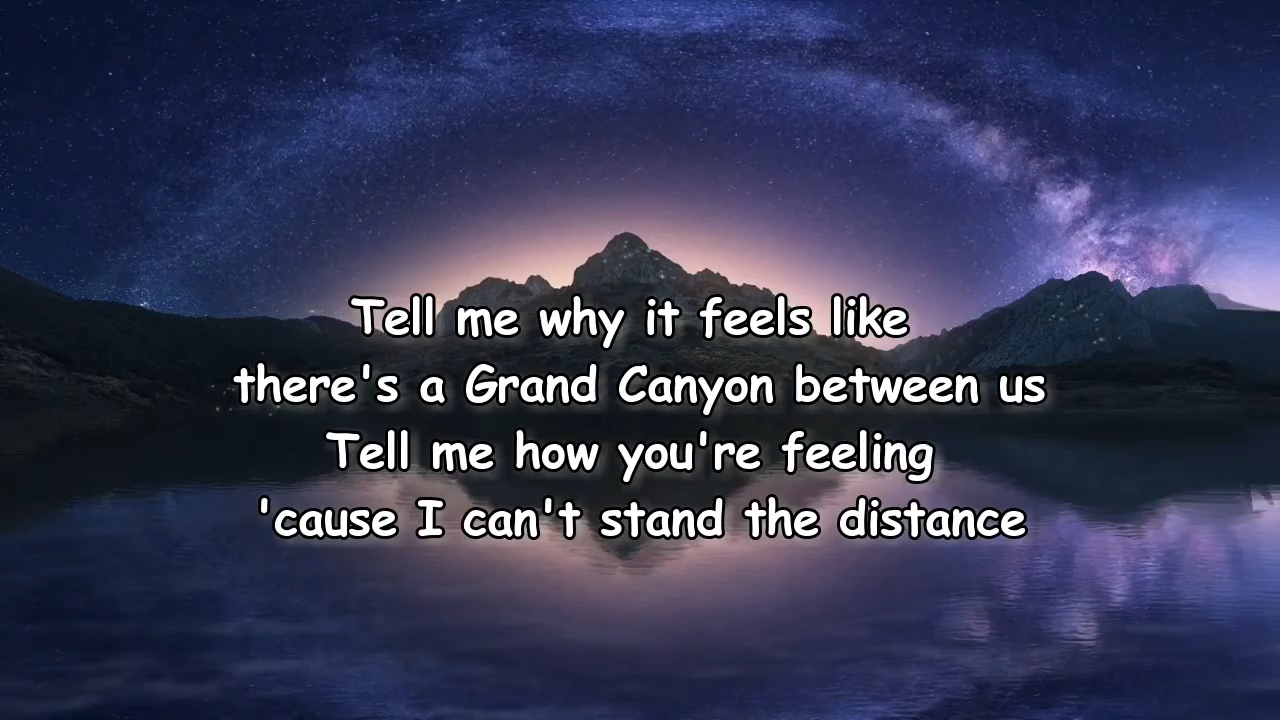 Tell me why it feels like
there's a Grand Canyon between us
Tell me how you're feeling
'cause I can't stand the distance